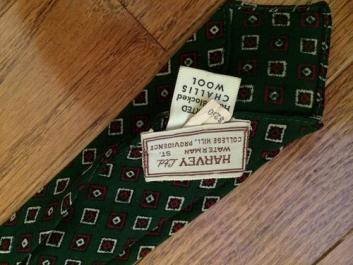 HARVEY Ltd.
WATERMAN ST.
COLLEGE HILL, PROVIDENCE
Blocked
CHALLIS
WOOL